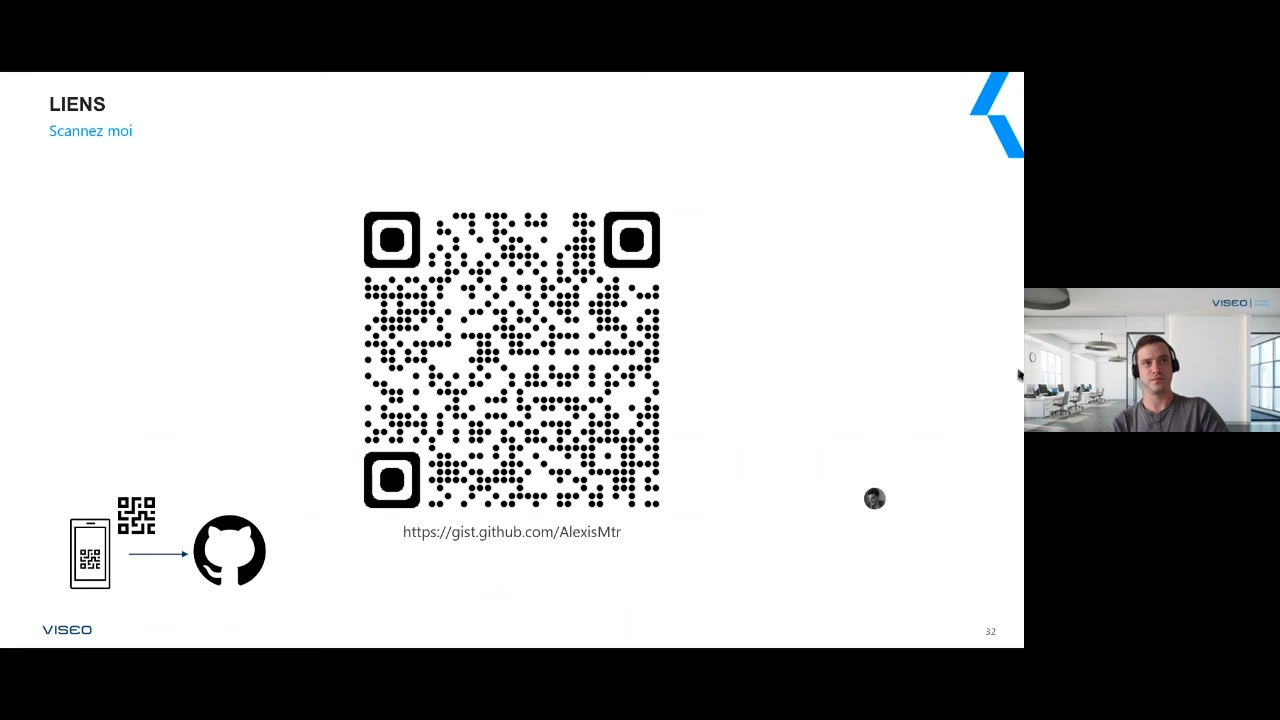 LIENS
Scannez moi
https://gist.github.com/AlexisMtr
VISEO
32
VISEO